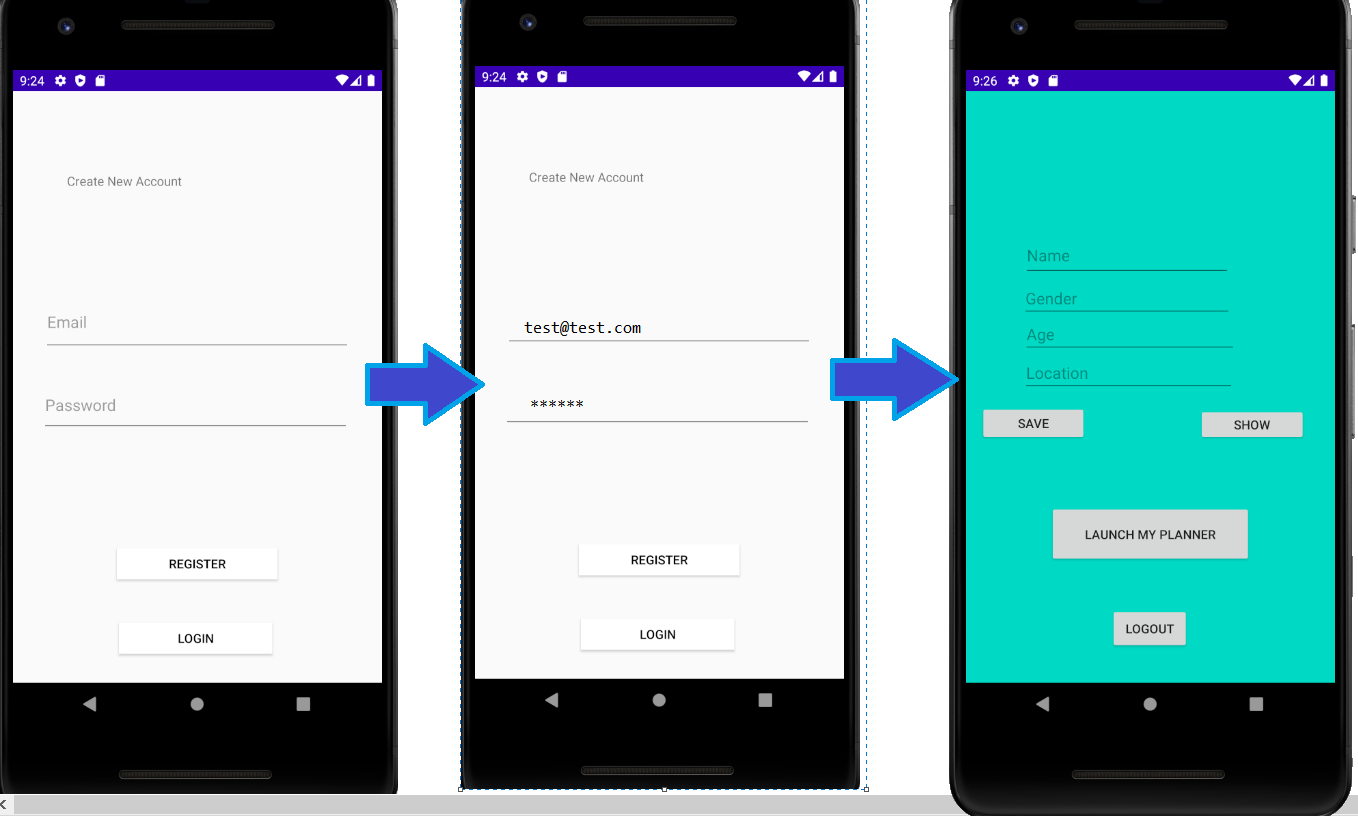 9:24
Create New Account
Email
Password
REGISTER
LOGIN
9:24
Create New Account
test@test.com
******
REGISTER
LOGIN
9:26
Name
Gender
Age
Location
SAVE SHOW
LAUNCH MY PLANNER
LOGOUT